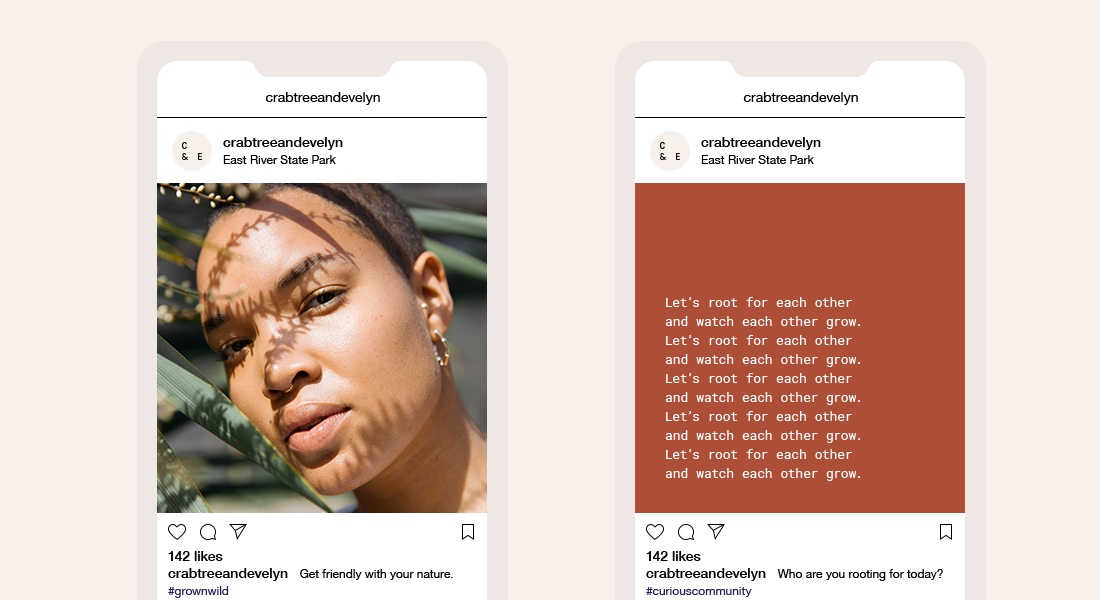 crabtreeandevelyn
C
& E
crabtreeandevelyn
East River State Park
142 likes
crabtreeandevelyn Get friendly with your nature.
#grownwild
crabtreeandevelyn
C
& E
crabtreeandevelyn
East River State Park
Let's root for each other
and watch each other grow.
Let's root for each other
and watch each other grow.
Let's root for each other
and watch each other grow.
Let's root for each other
and watch each other grow.
Let's root for each other
and watch each other grow.
142 likes
crabtreeandevelyn Who are you rooting for today?
#curiouscommunity